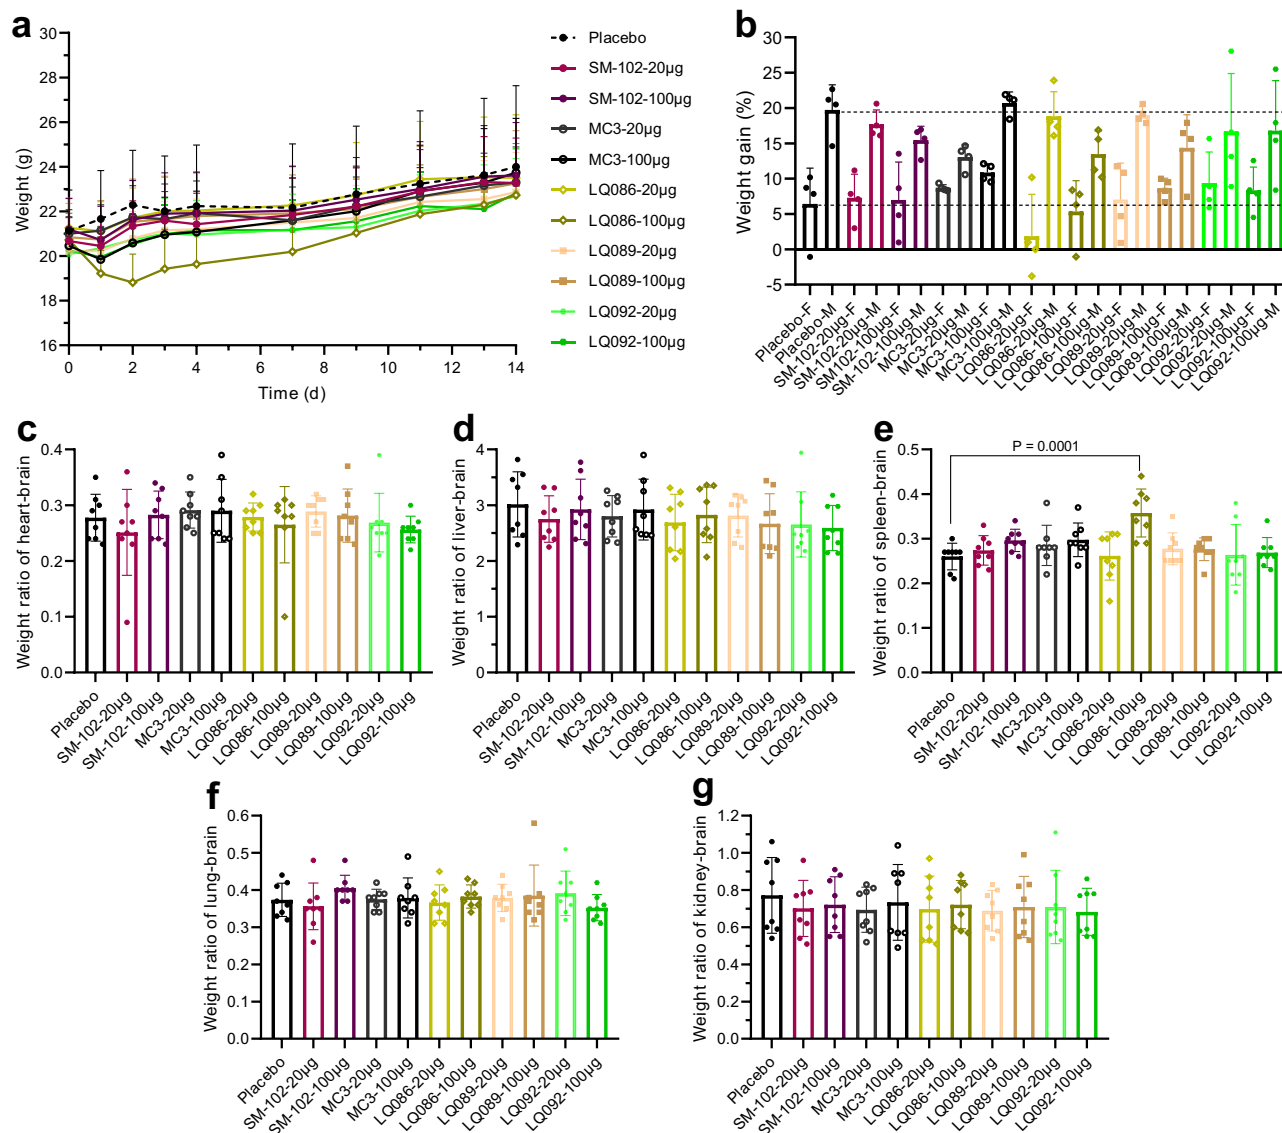 a
30
28
26
24
22
20
18
16
Weight (g)
0
2
4
6
8
10
12
14
Time (d)
Placebo
SM-102-20μg
SM-102-100μg
MC3-20μg
MC3-100μg
LQ086-20μg
LQ086-100μg
LQ089-20μg
LQ089-100μg
LQ092-20μg
LQ092-100μg
b
30
25
20
15
10
5
0
-5
Weight gain (%)
Placebo-F
Placebo-M
SM-102-20μg-F
SM-102-20μg-M
SM102-100μg-F
SM-102-100μg-M
MC3-20μg-F
MC3-20μg-M
MC3-100μg-F
MC3-100μg-M
LQ086-20μg-F
LQ086-20μg-M
LQ086-100μg-F
LQ086-100μg-M
LQ089-20μg-F
LQ089-20μg-M
LQ089-100μg-F
LQ089-100μg-M
LQ092-20μg-F
LQ092-20μg-M
LQ092-100μg-F
LQ092-100μg-M
c
0.4
0.3
0.2
0.1
0.0
Weight ratio of heart-brain
Placebo
SM-102-20μg
SM-102-100μg
MC3-20μg
MC3-100μg
LQ086-20μg
LQ086-100μg
LQ089-20μg
LQ089-100μg
LQ092-20μg
LQ092-100μg
d
4
3
2
1
0
Weight ratio of liver-brain
Placebo
SM-102-20μg
SM-102-100μg
MC3-20μg
MC3-100μg
LQ086-20μg
LQ086-100μg
LQ089-20μg
LQ089-100μg
LQ092-20μg
LQ092-100μg
e
P = 0.0001
0.5
0.4
0.3
0.2
0.1
0.0
Weight ratio of spleen-brain
Placebo
SM-102-20μg
SM-102-100μg
MC3-20μg
MC3-100μg
LQ086-20μg
LQ086-100μg
LQ089-20μg
LQ089-100μg
LQ092-20μg
LQ092-100μg
f
0.6
0.5
0.4
0.3
0.2
0.1
0.0
Weight ratio of lung-brain
Placebo
SM-102-20μg
SM-102-100μg
MC3-20μg
MC3-100μg
LQ086-20μg
LQ086-100μg
LQ089-20μg
LQ089-100μg
LQ092-20μg
LQ092-100μg
g
1.2
1.0
0.8
0.6
0.4
0.2
0.0
Weight ratio of kidney-brain
Placebo
SM-102-20μg
SM-102-100μg
MC3-20μg
MC3-100μg
LQ086-20μg
LQ086-100μg
LQ089-20μg
LQ089-100μg
LQ092-20μg
LQ092-100μg